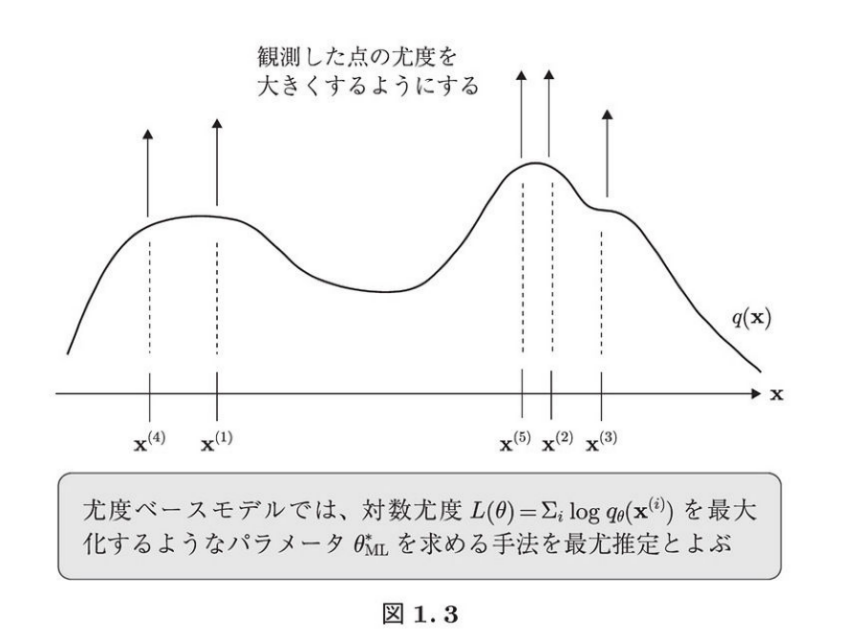 観測した点の尤度を
大きくするようにする
q(x)
x
x⁽⁴⁾ x⁽¹⁾ x⁽⁵⁾ x⁽²⁾ x⁽³⁾
尤度ベースモデルでは、対数尤度 L(θ)=Σᵢ log q_θ(x⁽ⁱ⁾) を最大
化するようなパラメータ θ*_ML を求める手法を最尤推定とよぶ
図 1.3